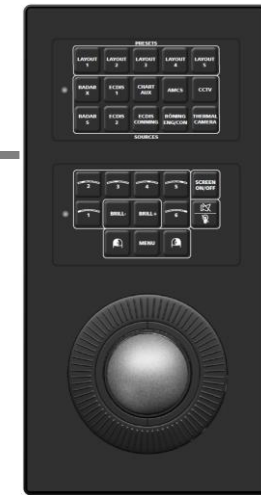 PRESETS
LAYOUT 1 LAYOUT 2 LAYOUT 3 LAYOUT 4 LAYOUT 5
RADAR X ECDIS 1 CHART AUX AMCS CCTV
RADAR S ECDIS 2 ECDIS CONNING RÖNING ENG/CON THERMAL CAMERA
SOURCES
2 3 4 5 SCREEN ON/OFF
1 BRILL- BRILL+ 6
MENU